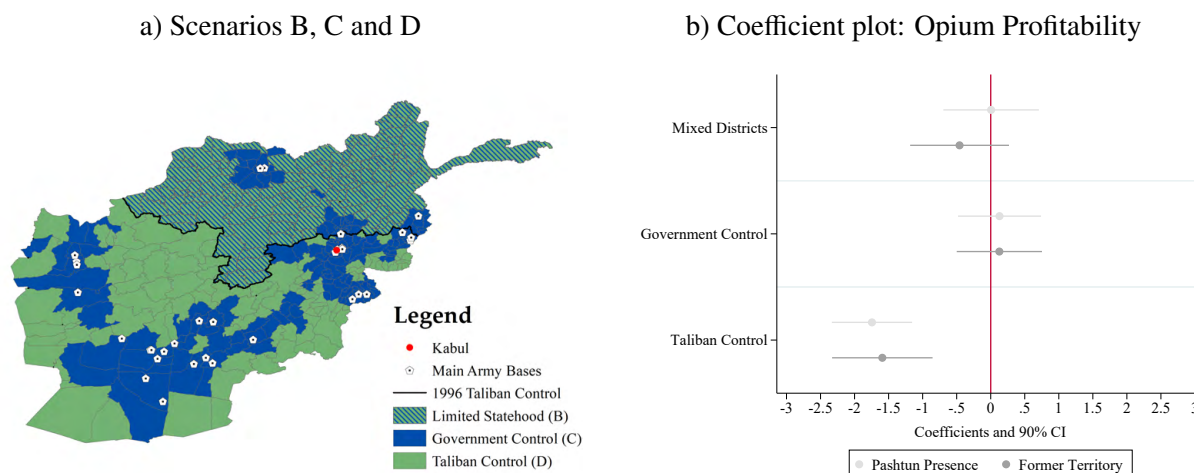 a) Scenarios B, C and D
Legend
Kabul
Main Army Bases
1996 Taliban Control
Limited Statehood (B)
Government Control (C)
Taliban Control (D)
b) Coefficient plot: Opium Profitability
Mixed Districts
Government Control
Taliban Control
-3 -2.5 -2 -1.5 -1 -.5 0 .5 1 1.5 2 2.5 3
Coefficients and 90% CI
Pashtun Presence Former Territory